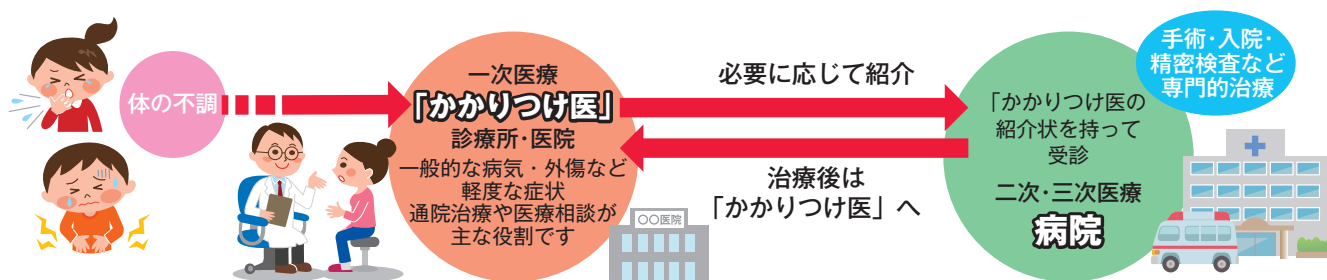 体の不調
一次医療
「かかりつけ医」
診療所・医院
一般的な病気・外傷など
軽度な症状
通院治療や医療相談が
主な役割です
〇〇医院
必要に応じて紹介
治療後は
「かかりつけ医」へ
手術・入院・
精密検査など
専門的治療
「かかりつけ医の
紹介状を持って
受診
二次・三次医療
病院